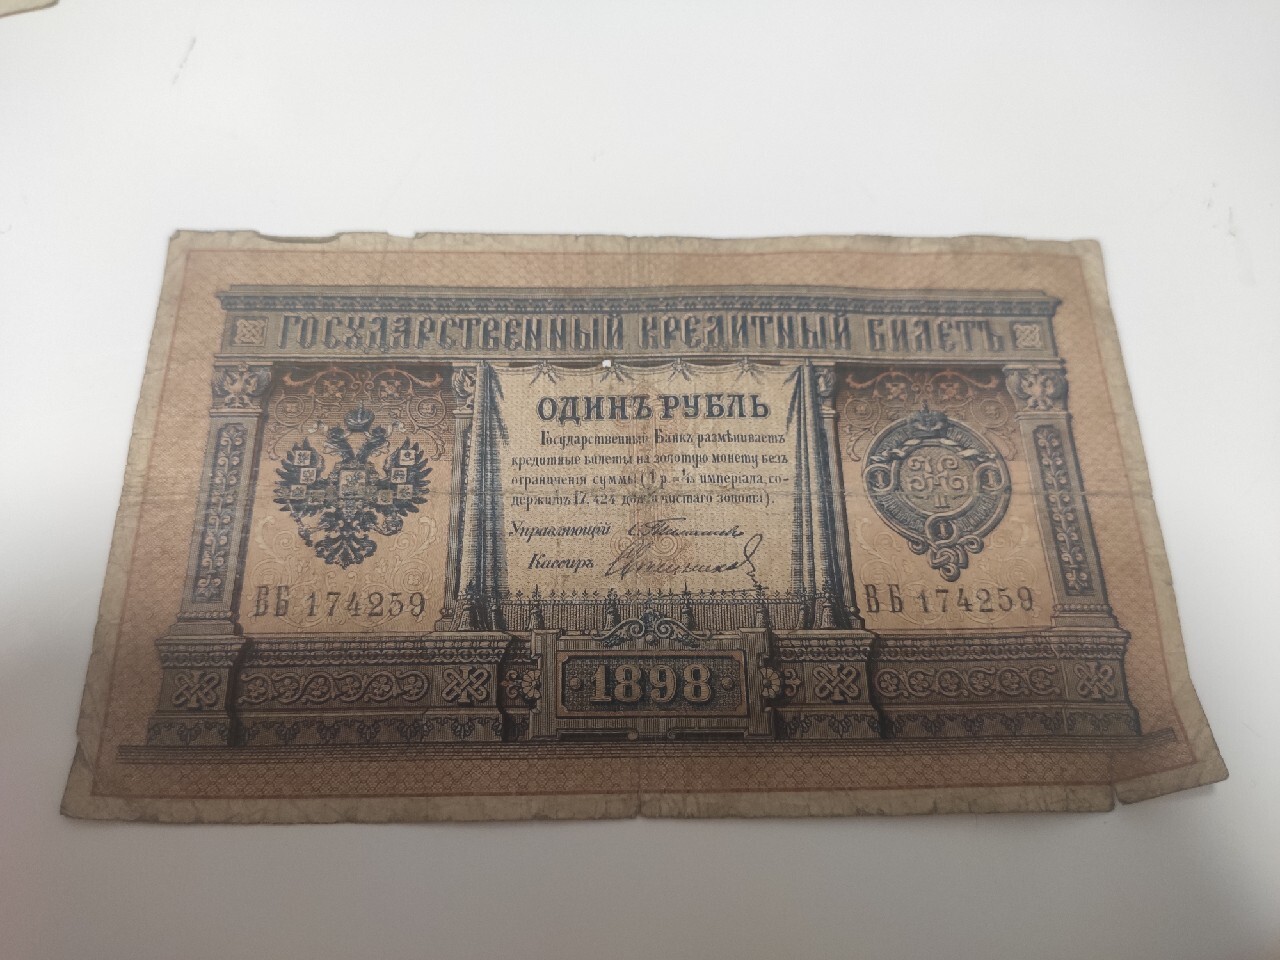 ГОСУДАРСТВЕННЫЙ КРЕДИТНЫЙ БИЛЕТЪ
ОДИНЪ РУБЛЬ
Государственный Банкъ размѣниваетъ
кредитные билеты на золотую монету безъ
ограниченія суммы (1 р.= 1/15 имперіала, со-
держитъ 17,424 долей чистаго золота).
Управляющій
Кассиръ
ВБ 174259
ВБ 174259
1898